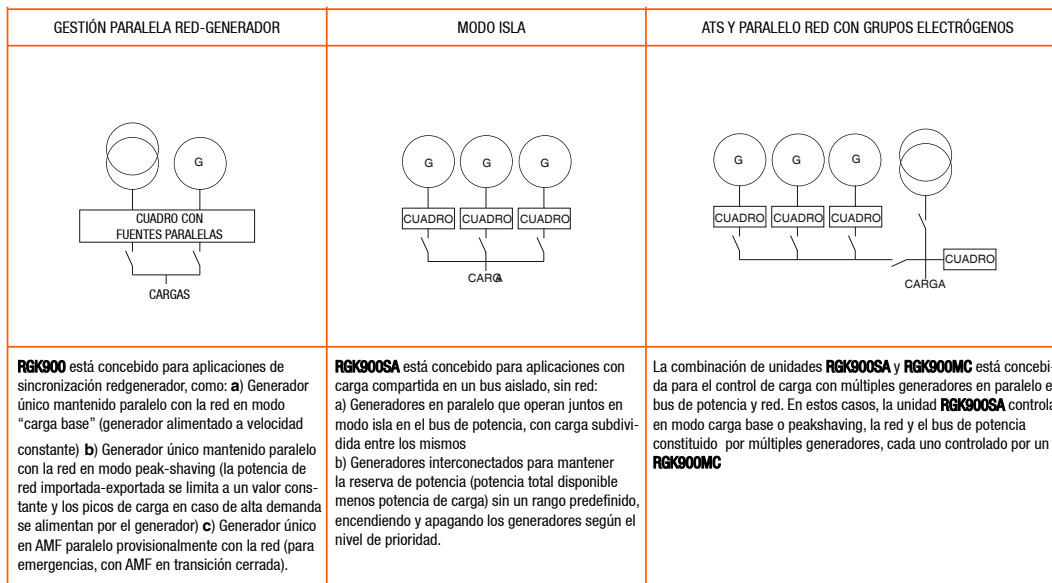 GESTIÓN PARALELA RED-GENERADOR
MODO ISLA
ATS Y PARALELO RED CON GRUPOS ELECTRÓGENOS
G
CUADRO CON
FUENTES PARALELAS
CARGAS
G G G
CUADRO CUADRO CUADRO
CARGA
G G G
CUADRO CUADRO CUADRO
CUADRO
CARGA
RGK900 está concebido para aplicaciones de
sincronización redgenerador, como: a) Generador
único mantenido paralelo con la red en modo
“carga base” (generador alimentado a velocidad
constante) b) Generador único mantenido paralelo
con la red en modo peak-shaving (la potencia de
red importada-exportada se limita a un valor cons-
tante y los picos de carga en caso de alta demanda
se alimentan por el generador) c) Generador único
en AMF paralelo provisionalmente con la red (para
emergencias, con AMF en transición cerrada).
RGK900SA está concebido para aplicaciones con
carga compartida en un bus aislado, sin red:
a) Generadores en paralelo que operan juntos en
modo isla en el bus de potencia, con carga subdivi-
dida entre los mismos
b) Generadores interconectados para mantener
la reserva de potencia (potencia total disponible
menos potencia de carga) sin un rango predefinido,
encendiendo y apagando los generadores según el
nivel de prioridad.
La combinación de unidades RGK900SA y RGK900MC está concebi-
da para el control de carga con múltiples generadores en paralelo e
bus de potencia y red. En estos casos, la unidad RGK900SA controla
en modo carga base o peakshaving, la red y el bus de potencia
constituido por múltiples generadores, cada uno controlado por un
RGK900MC